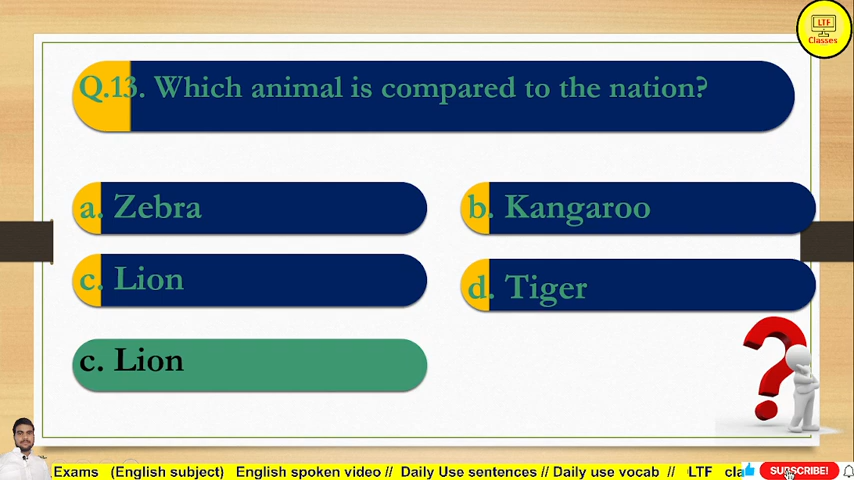 LTF
Classes
Q.13. Which animal is compared to the nation?
a. Zebra
b. Kangaroo
c. Lion
d. Tiger
c. Lion
Exams (English subject) English spoken video // Daily Use sentences // Daily use vocab // LTF cla
SUBSCRIBE!